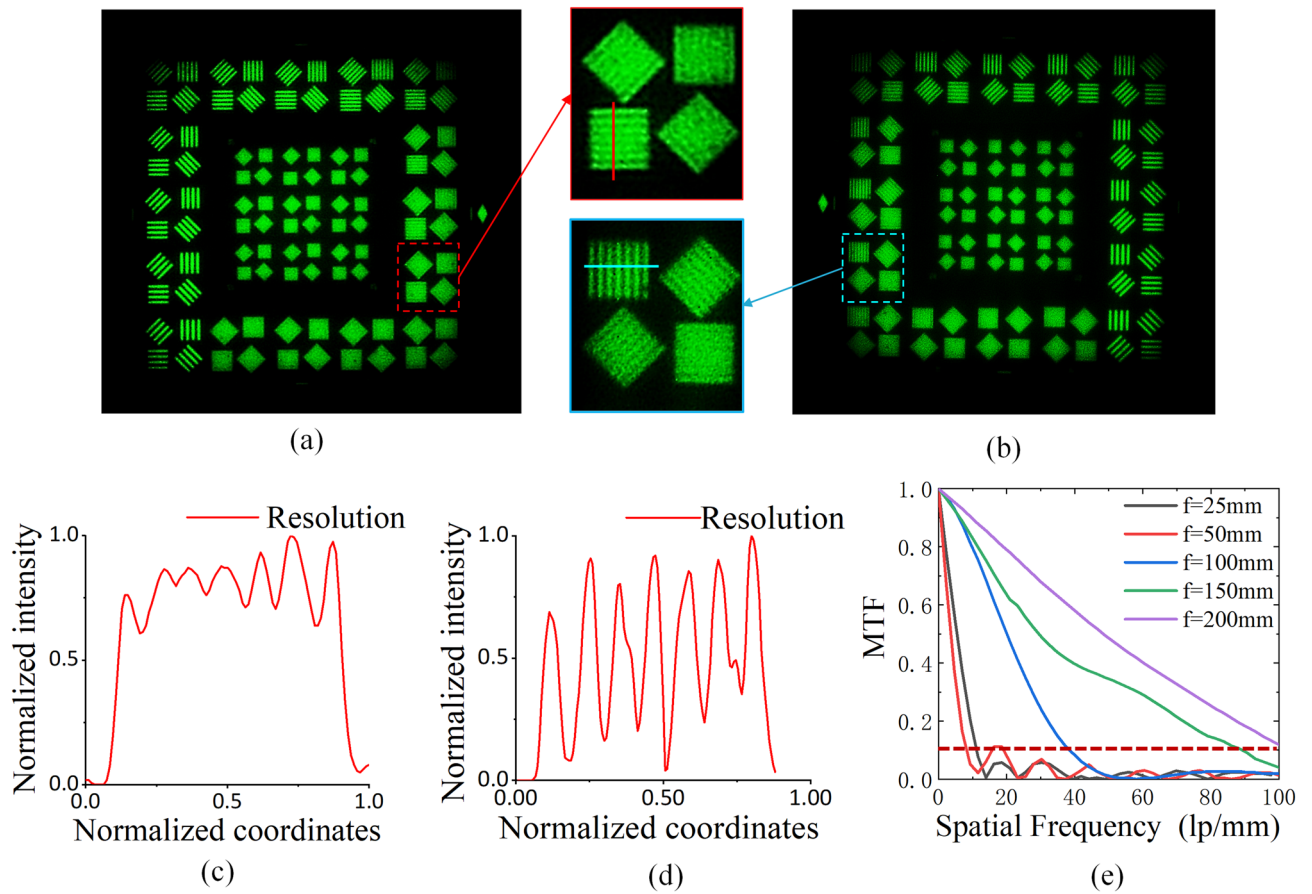 (a)
(b)
Resolution
1.0
0.5
0.0
0.0
0.5
1.0
Normalized intensity
Normalized coordinates
(c)
Resolution
1.0
0.5
0.0
0.00
0.50
1.00
Normalized intensity
Normalized coordinates
(d)
f=25mm
f=50mm
f=100mm
f=150mm
f=200mm
1.0
0.8
0.6
0.4
0.2
0.0
0
20
40
60
80
100
MTF
Spatial Frequency (lp/mm)
(e)